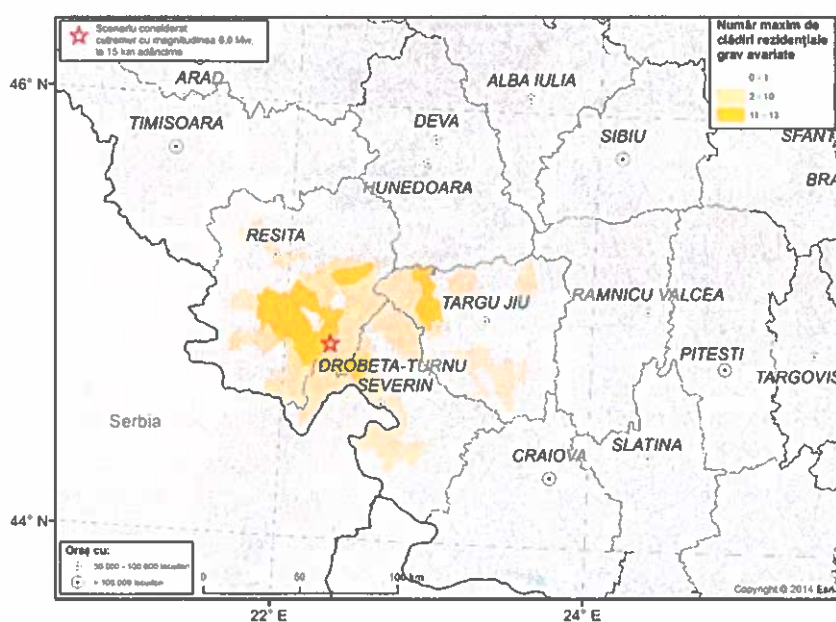 Scenariu considerat
cutremur cu magnitudinea 6,0 Mw,
la 15 km adâncime
Număr maxim de
clădiri rezidențiale
grav avariate
0 - 1
2 - 10
11 - 13
46° N
ARAD
ALBA IULIA
TIMISOARA
DEVA
SIBIU
SFANT
BRA
HUNEDOARA
RESITA
TARGU JIU
RAMNICU VALCEA
DROBETA-TURNU
SEVERIN
PITESTI
TARGOVIS
Serbia
CRAIOVA
SLATINA
44° N
Oraș cu:
50 000 - 100 000 locuitori
> 100 000 locuitori
0 50 100 km
Copyright © 2014 Esri
22° E 24° E